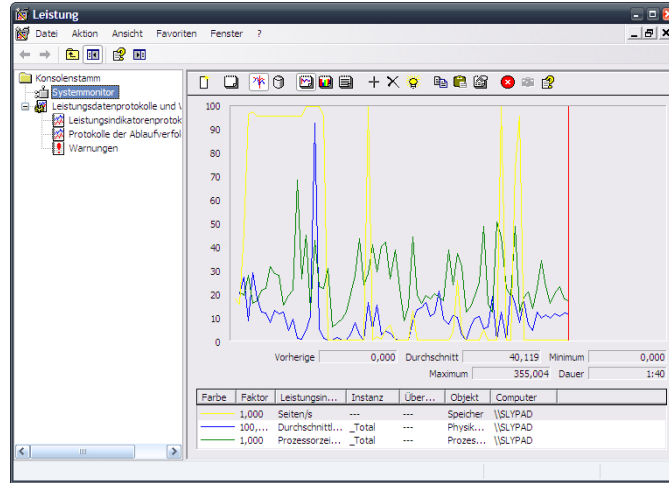 Leistung
Datei Aktion Ansicht Favoriten Fenster ?
Konsolenstamm
Systemmonitor
Leistungsdatenprotokolle und \
Leistungsindikatorenprotok
Protokolle der Ablaufverfol
Warnungen
100
90
80
70
60
50
40
30
20
10
0
Vorherige 0,000 Durchschnitt 40,119 Minimum 0,000
Maximum 355,004 Dauer 1:40
Farbe Faktor Leistungsin... Instanz Über... Objekt Computer
1,000 Seiten/s --- --- Speicher \\SLYPAD
100,... Durchschnittl... _Total --- Physik... \\SLYPAD
1,000 Prozessorzei... _Total --- Prozes... \\SLYPAD